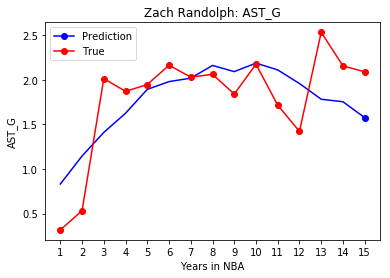 Zach Randolph: AST_G
Prediction
True
2.5
2.0
1.5
1.0
0.5
AST_G
1 2 3 4 5 6 7 8 9 10 11 12 13 14 15
Years in NBA